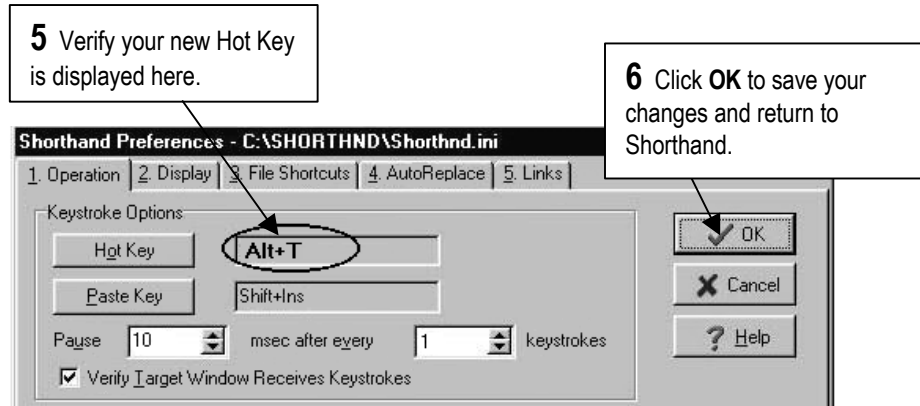 5 Verify your new Hot Key
is displayed here.
6 Click OK to save your
changes and return to
Shorthand.
Shorthand Preferences - C:\SHORTHND\Shorthnd.ini
1. Operation 2. Display 3. File Shortcuts 4. AutoReplace 5. Links
Keystroke Options
Hot Key Alt+T
OK
Paste Key Shift+Ins
Cancel
Pause 10 msec after every 1 keystrokes
? Help
Verify Target Window Receives Keystrokes